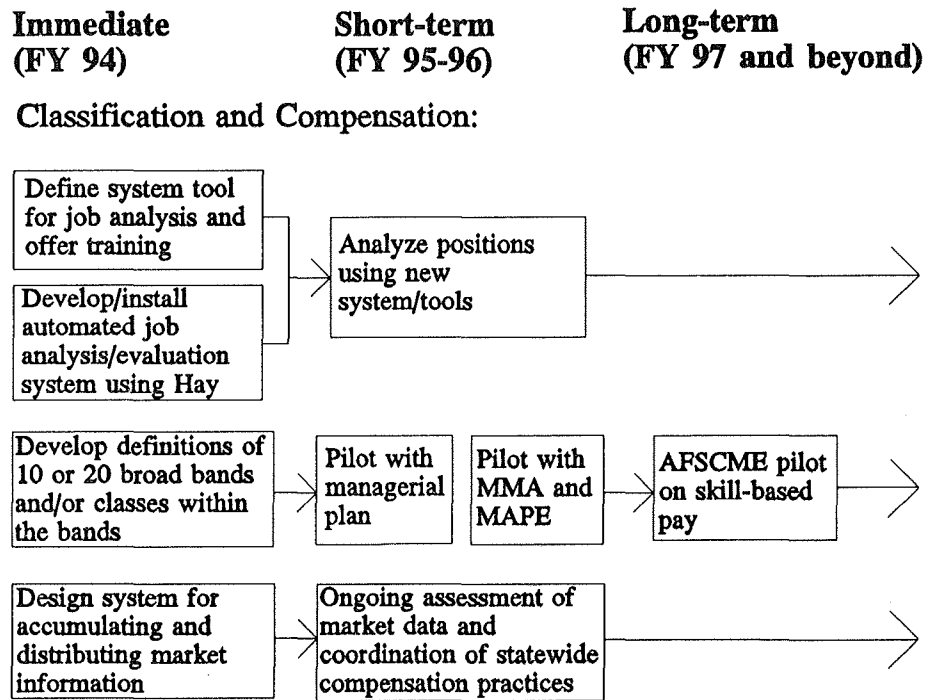 Immediate
(FY 94)
Short-term
(FY 95-96)
Long-term
(FY 97 and beyond)
Classification and Compensation:
Define system tool
for job analysis and
offer training
Develop/install
automated job
analysis/evaluation
system using Hay
Analyze positions
using new
system/tools
Develop definitions of
10 or 20 broad bands
and/or classes within
the bands
Pilot with
managerial
plan
Pilot with
MMA and
MAPE
AFSCME pilot
on skill-based
pay
Design system for
accumulating and
distributing market
information
Ongoing assessment of
market data and
coordination of statewide
compensation practices